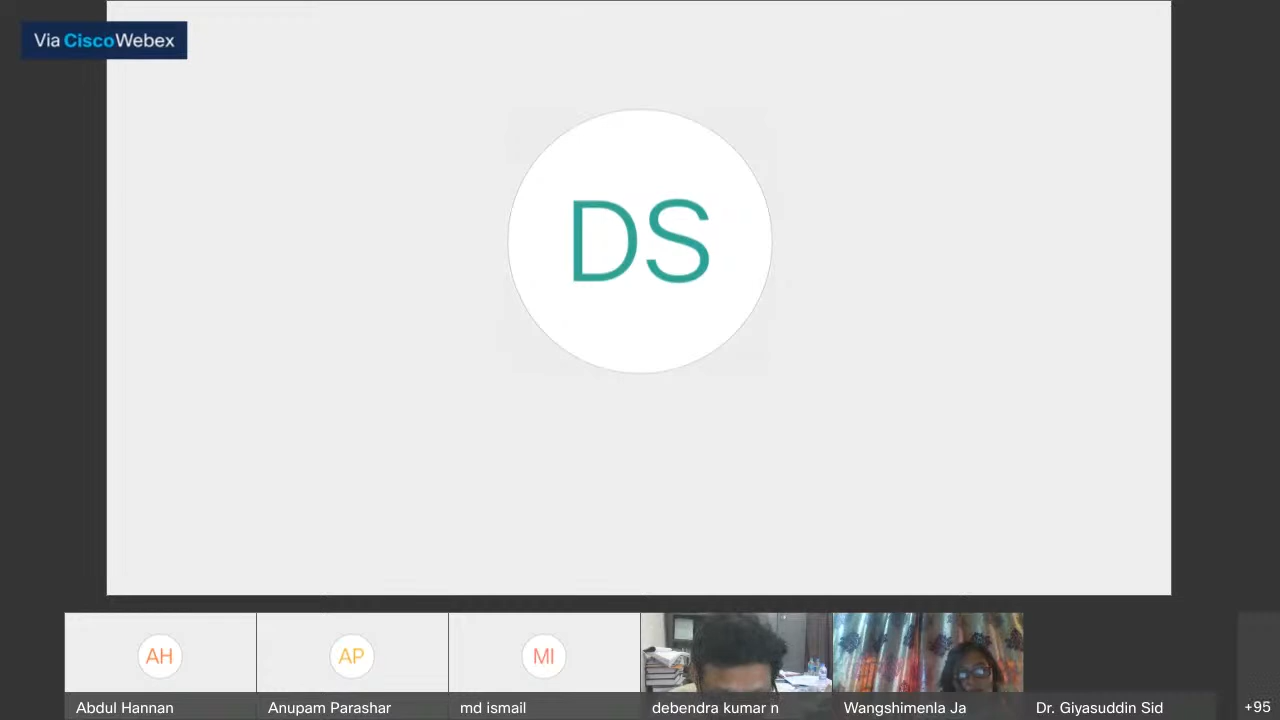 Via CiscoWebex
DS
AH
AP
MI
Abdul Hannan
Anupam Parashar
md ismail
debendra kumar n
Wangshimenla Ja
Dr. Giyasuddin Sid
+95